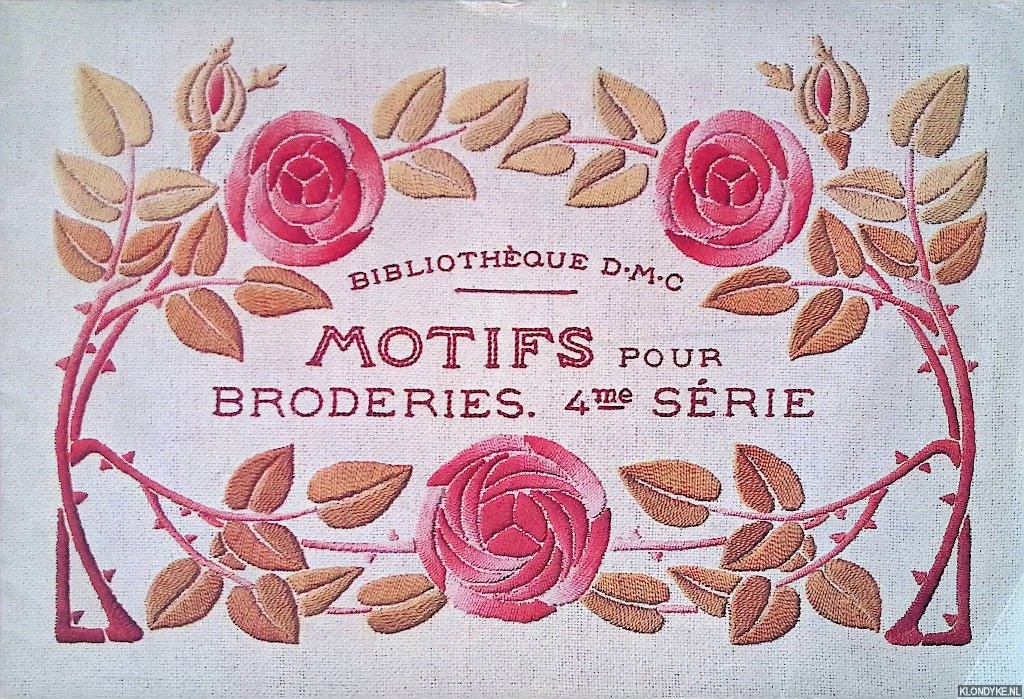 BIBLIOTHÈQUE D·M·C
MOTIFS POUR
BRODERIES. 4me SÉRIE
KLONDYKE.NL